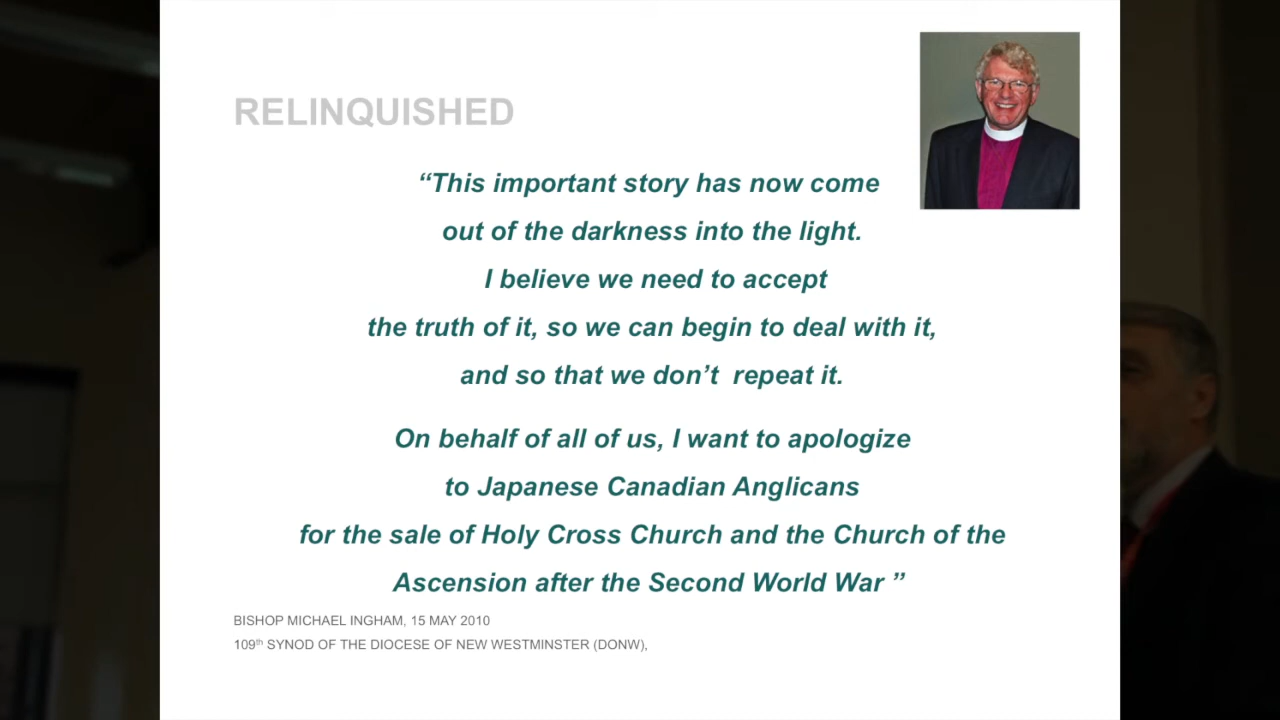 RELINQUISHED
“This important story has now come
out of the darkness into the light.
I believe we need to accept
the truth of it, so we can begin to deal with it,
and so that we don’t  repeat it.
On behalf of all of us, I want to apologize
to Japanese Canadian Anglicans
for the sale of Holy Cross Church and the Church of the
Ascension after the Second World War ”
BISHOP MICHAEL INGHAM, 15 MAY 2010
109th SYNOD OF THE DIOCESE OF NEW WESTMINSTER (DONW),